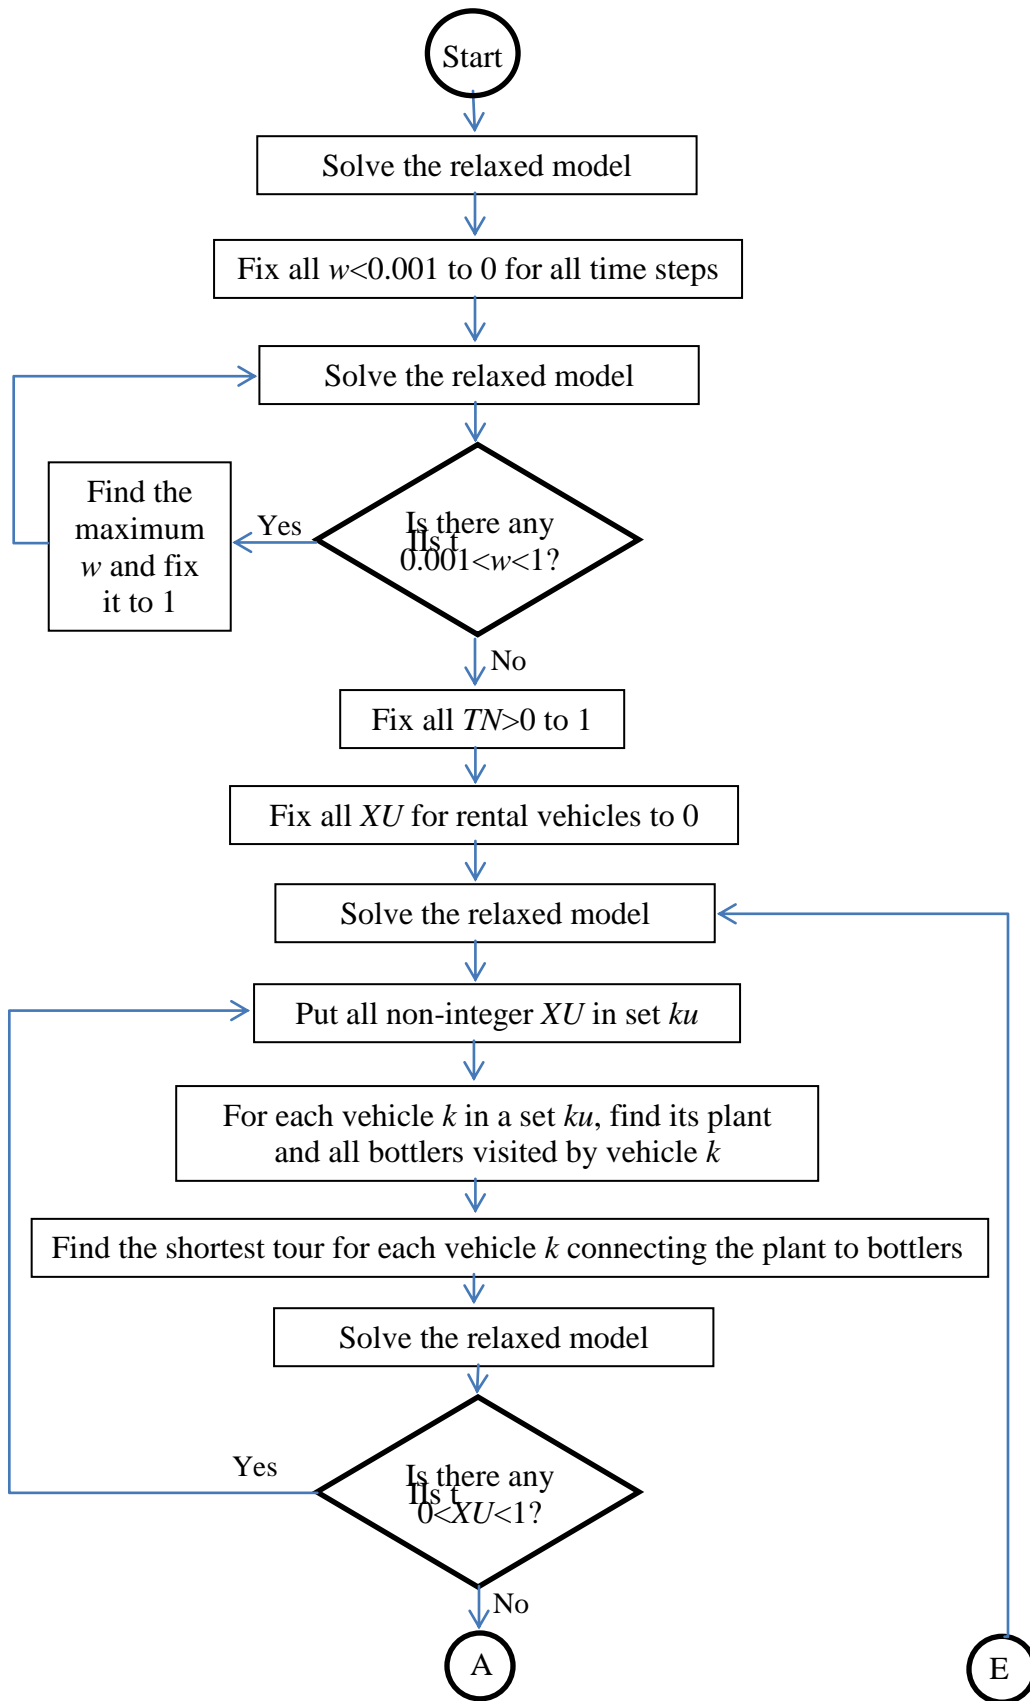 Start
Solve the relaxed model
Fix all w<0.001 to 0 for all time steps
Solve the relaxed model
Find the
maximum
w and fix
it to 1
Yes
Is there any
IIs t
0.001<w<1?
No
Fix all TN>0 to 1
Fix all XU for rental vehicles to 0
Solve the relaxed model
Put all non-integer XU in set ku
For each vehicle k in a set ku, find its plant
and all bottlers visited by vehicle k
Find the shortest tour for each vehicle k connecting the plant to bottlers
Solve the relaxed model
Yes
Is there any
IIs t
0<XU<1?
No
A
E